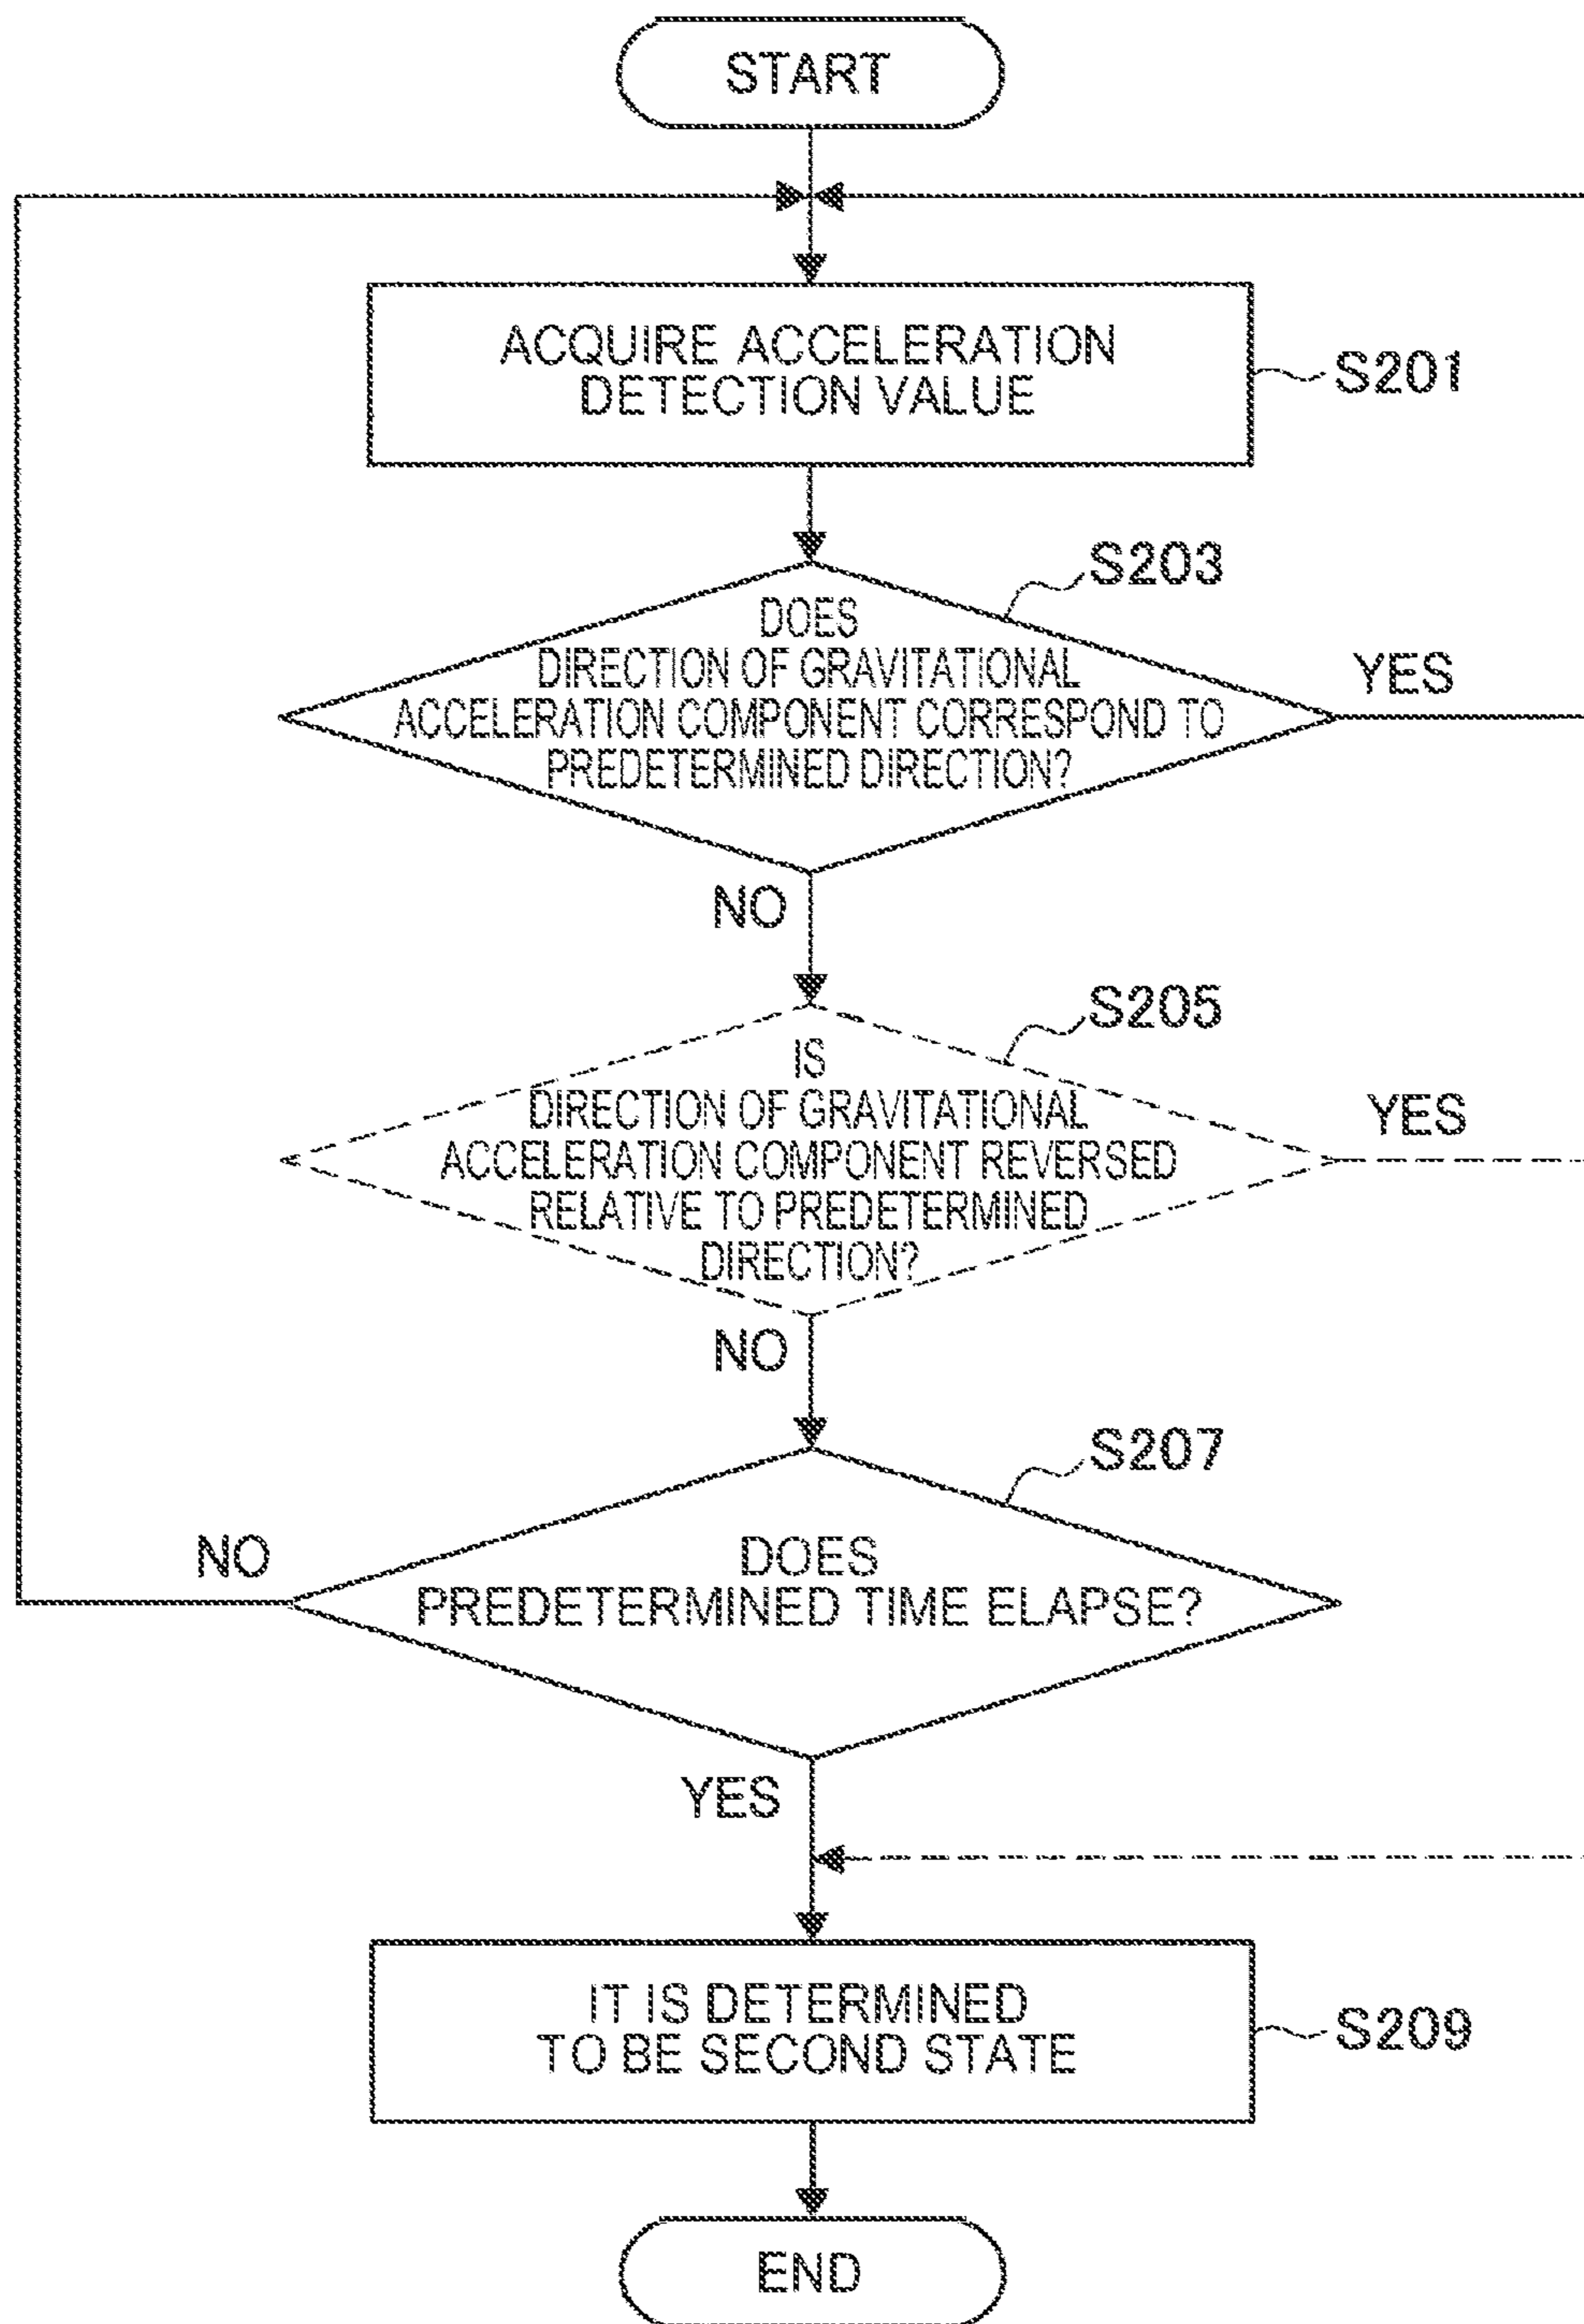 START
ACQUIRE ACCELERATION
DETECTION VALUE
S201
S203
DOES
DIRECTION OF GRAVITATIONAL
ACCELERATION COMPONENT CORRESPOND TO
PREDETERMINED DIRECTION?
YES
NO
S205
IS
DIRECTION OF GRAVITATIONAL
ACCELERATION COMPONENT REVERSED
RELATIVE TO PREDETERMINED
DIRECTION?
YES
NO
S207
DOES
PREDETERMINED TIME ELAPSE?
NO
YES
IT IS DETERMINED
TO BE SECOND STATE
S209
END